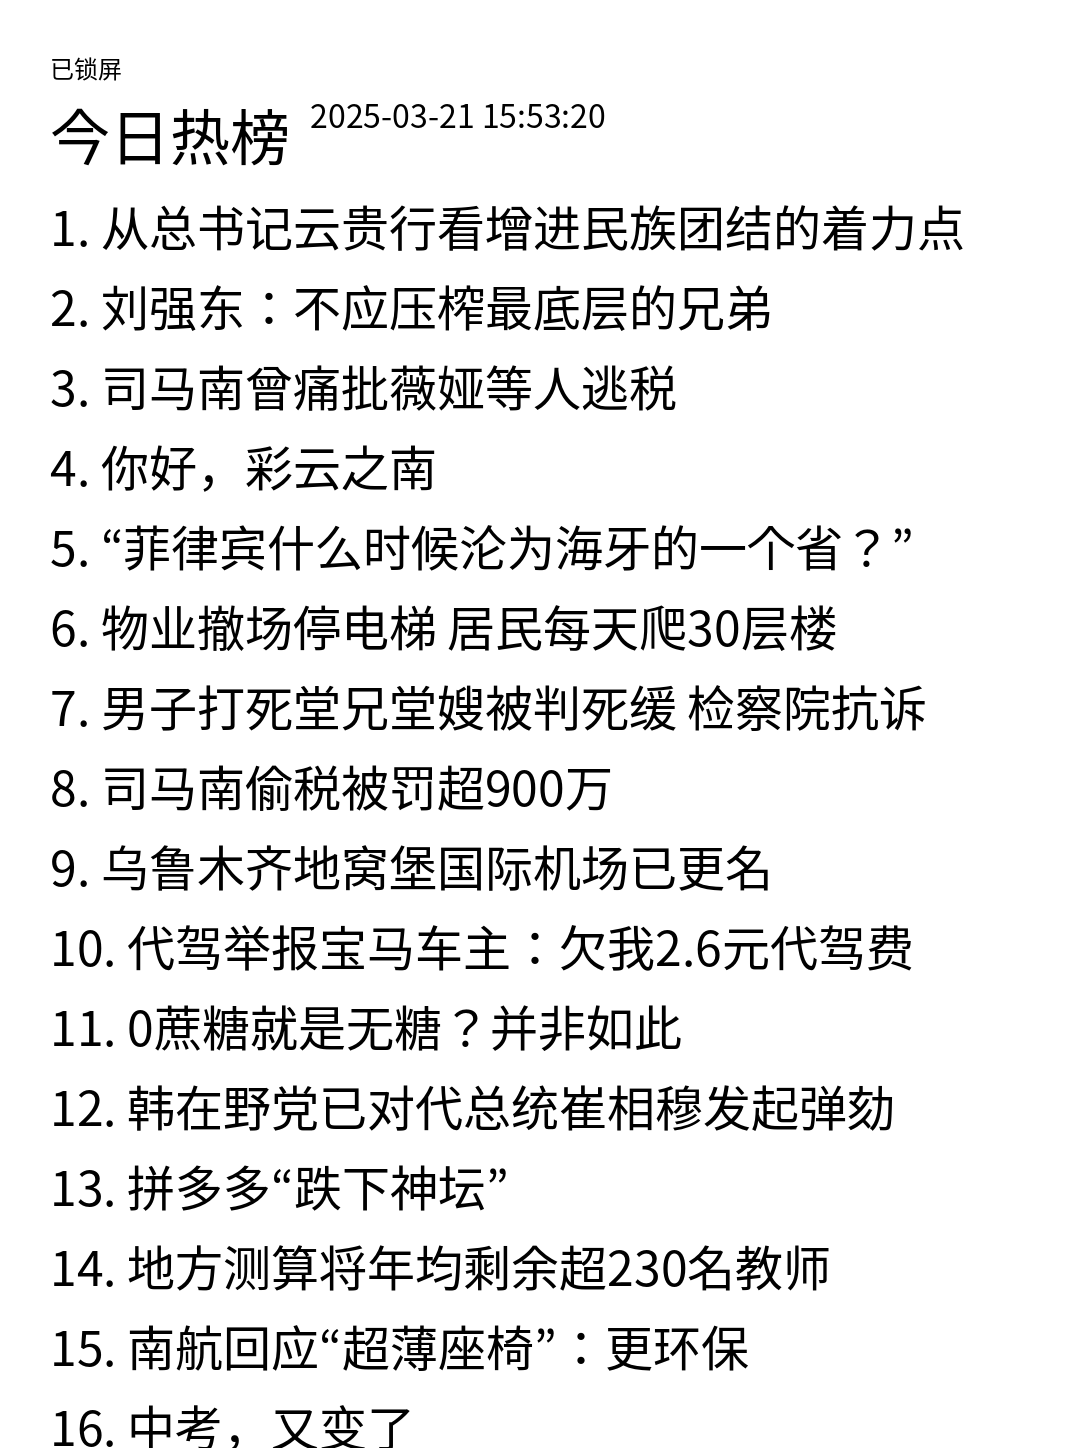 已锁屏
今日热榜 2025-03-21 15:53:20
1. 从总书记云贵行看增进民族团结的着力点
2. 刘强东：不应压榨最底层的兄弟
3. 司马南曾痛批薇娅等人逃税
4. 你好，彩云之南
5. “菲律宾什么时候沦为海牙的一个省？”
6. 物业撤场停电梯 居民每天爬30层楼
7. 男子打死堂兄堂嫂被判死缓 检察院抗诉
8. 司马南偷税被罚超900万
9. 乌鲁木齐地窝堡国际机场已更名
10. 代驾举报宝马车主：欠我2.6元代驾费
11. 0蔗糖就是无糖？并非如此
12. 韩在野党已对代总统崔相穆发起弹劾
13. 拼多多“跌下神坛”
14. 地方测算将年均剩余超230名教师
15. 南航回应“超薄座椅”：更环保
16. 中考，又变了